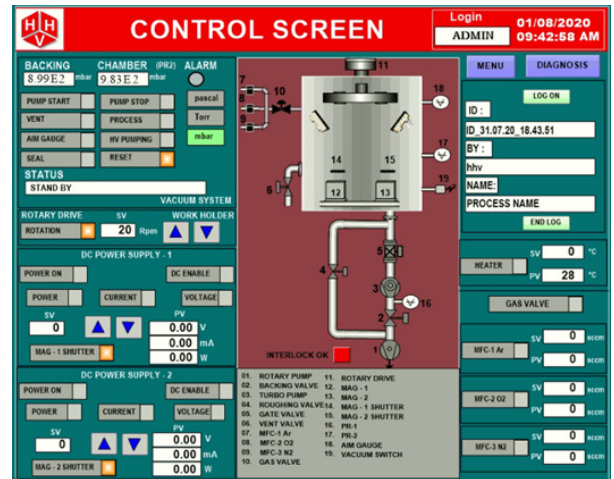 HHV
CONTROL SCREEN
Login
ADMIN
01/08/2020
09:42:58 AM
BACKING
8.99E2 mbar
CHAMBER (PR2)
9.83E2 mbar
ALARM
PUMP START
PUMP STOP
pascal
VENT
PROCESS
Torr
AIM GAUGE
HV PUMPING
mbar
SEAL
RESET
STATUS
STAND BY
VACUUM SYSTEM
ROTARY DRIVE
SV
WORK HOLDER
ROTATION
20 Rpm
DC POWER SUPPLY - 1
POWER ON
DC ENABLE
POWER
CURRENT
VOLTAGE
SV
PV
0
0.00 V
0.00 mA
0.00 W
MAG - 1 SHUTTER
DC POWER SUPPLY - 2
POWER ON
DC ENABLE
POWER
CURRENT
VOLTAGE
SV
PV
0
0.00 V
0.00 mA
0.00 W
MAG - 2 SHUTTER
11
7
8
9
10
18
17
14
15
19
6
12
13
5
4
3
16
2
1
INTERLOCK OK
01. ROTARY PUMP
02. BACKING VALVE
03. TURBO PUMP
04. ROUGHING VALVE
05. GATE VALVE
06. VENT VALVE
07. MFC-1 Ar
08. MFC-2 O2
09. MFC-3 N2
10. GAS VALVE
11. ROTARY DRIVE
12. MAG - 1
13. MAG - 2
14. MAG - 1 SHUTTER
15. MAG - 2 SHUTTER
16. PR-1
17. PR-2
18. AIM GAUGE
19. VACUUM SWITCH
MENU
DIAGNOSIS
LOG ON
ID :
ID_31.07.20_18.43.51
BY :
hhv
NAME:
PROCESS NAME
END LOG
HEATER
SV 0 °C
PV 28 °C
GAS VALVE
MFC-1 Ar
SV 0 sccm
PV 0 sccm
MFC-2 O2
SV 0 sccm
PV 0 sccm
MFC-3 N2
SV 0 sccm
PV 0 sccm